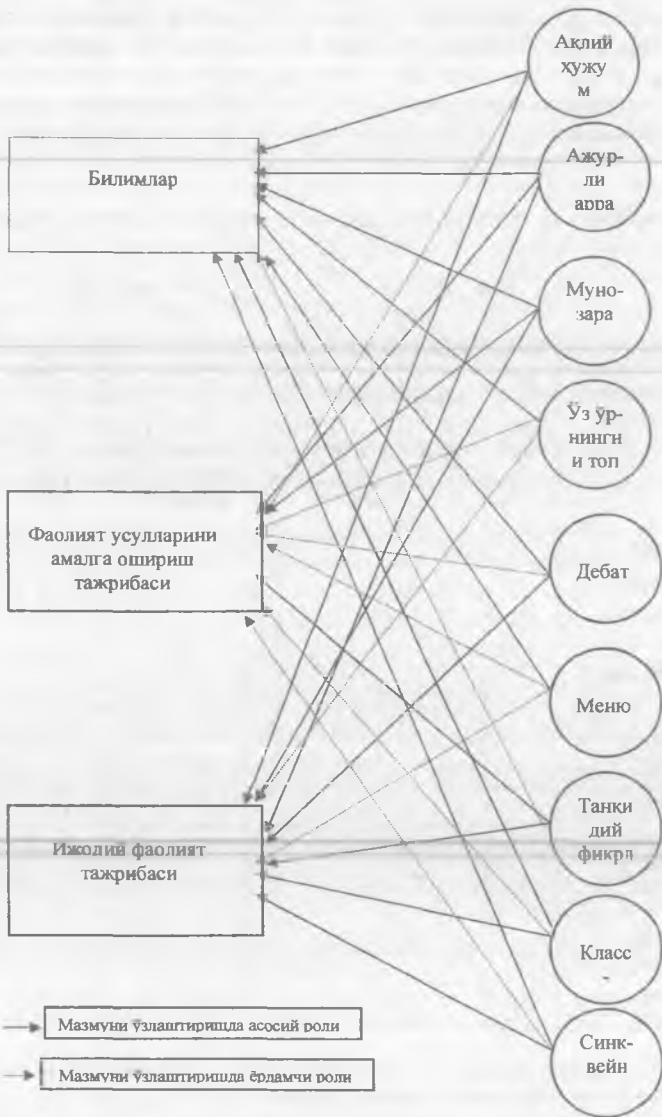 Ақлий
ҳужу
м
Билимлар
Ажур-
ли
арра
Муно-
зара
Ўз ўр-
нингн
и топ
Фаолият усулларини
амалга ошириш
тажрибаси
Дебат
Меню
Ижодий фаолият
тажрибаси
Танқи
дий
фикрл
Класс
-
Синк-
вейн
Мазмуни ўзлаштиришда асосий роли
Мазмуни ўзлаштиришда ёрдамчи роли